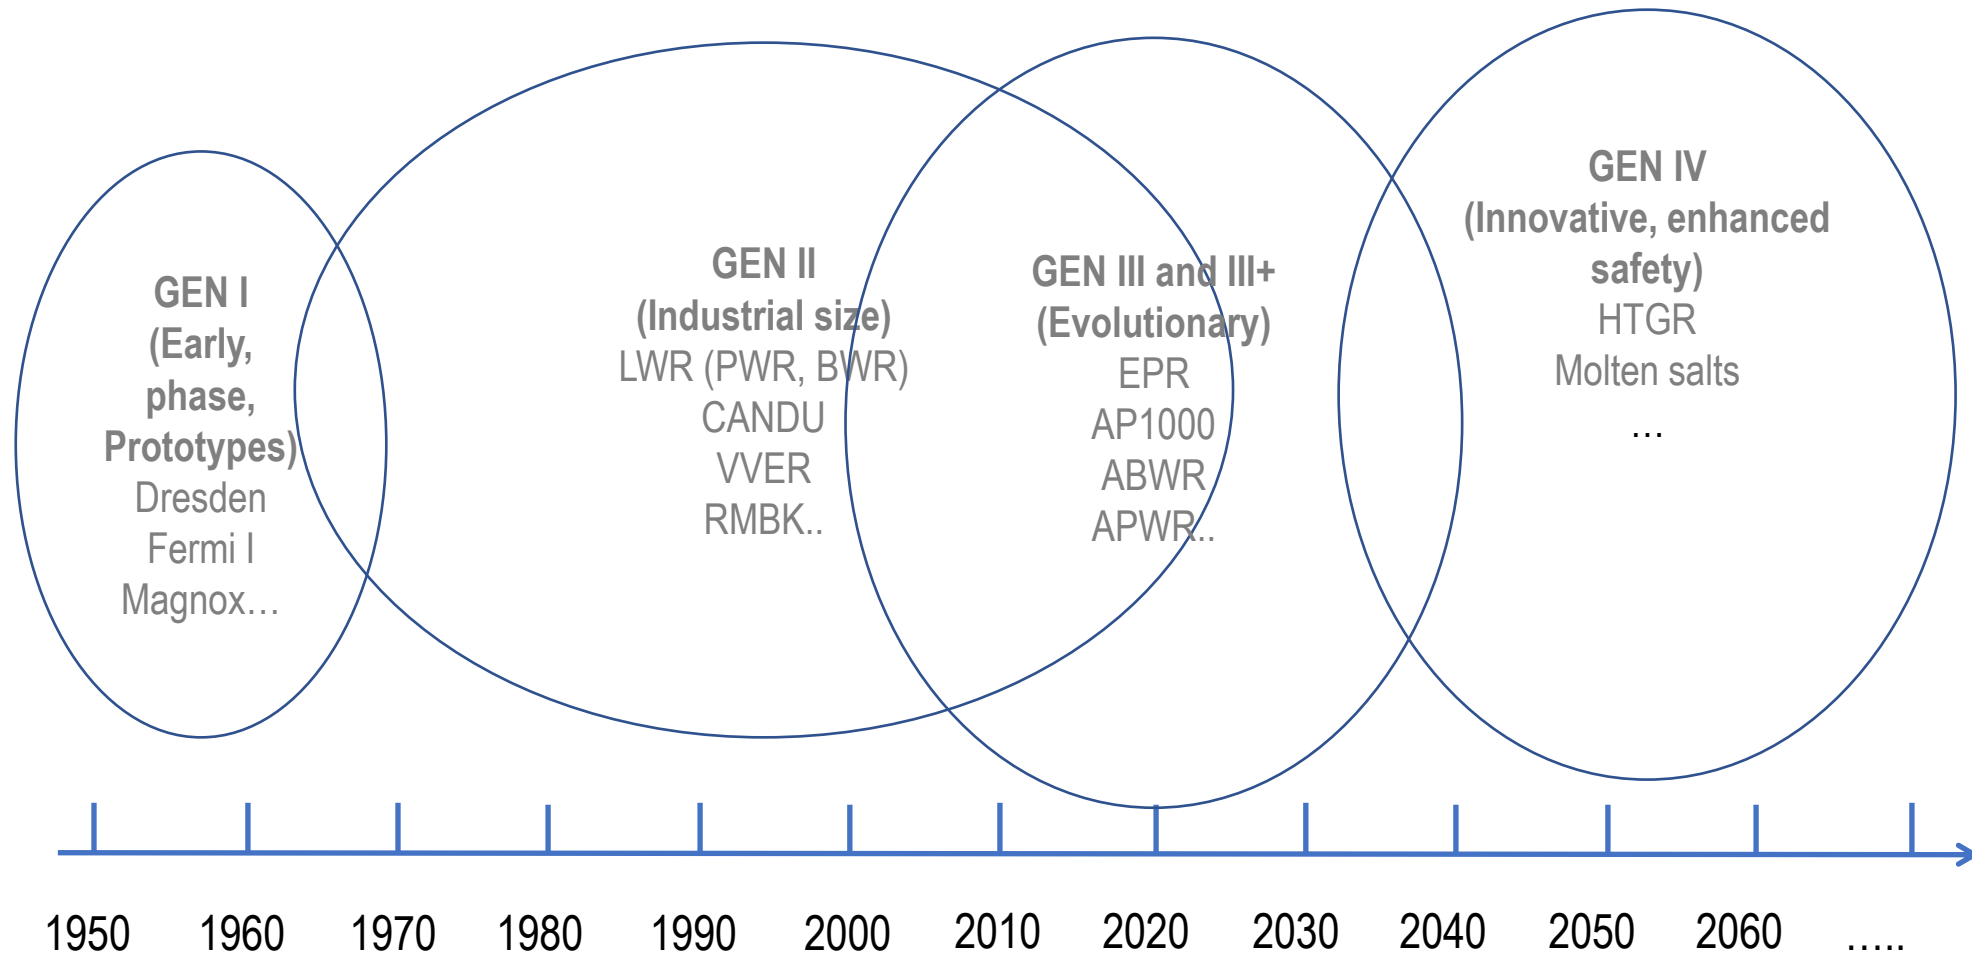 GEN I
(Early,
phase,
Prototypes)
Dresden
Fermi I
Magnox…
GEN II
(Industrial size)
LWR (PWR, BWR)
CANDU
VVER
RMBK..
GEN III and III+
(Evolutionary)
EPR
AP1000
ABWR
APWR..
GEN IV
(Innovative, enhanced
safety)
HTGR
Molten salts
…
1950 1960 1970 1980 1990 2000 2010 2020 2030 2040 2050 2060 …..